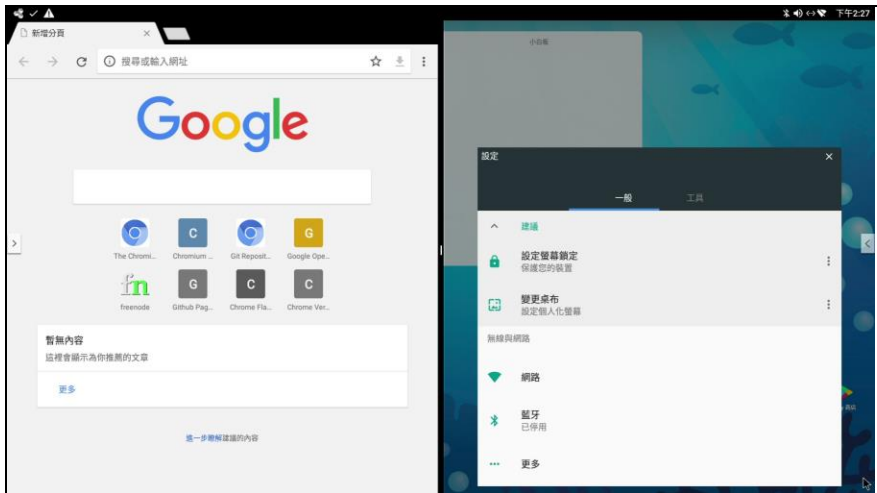 下午2:27
新增分頁
搜尋或輸入網址
Google
The Chromi...
C
Chromium ...
Git Reposit...
G
Google Ope...
fn
freenode
G
Github Pag...
C
Chrome Fla...
C
Chrome Ver...
暫無內容
這裡會顯示為你推薦的文章
更多
進一步瞭解建議的內容
小白板
設定
一般
工具
建議
設定螢幕鎖定
保護您的裝置
變更桌布
設定個人化螢幕
無線與網路
網路
藍牙
已停用
更多
商店